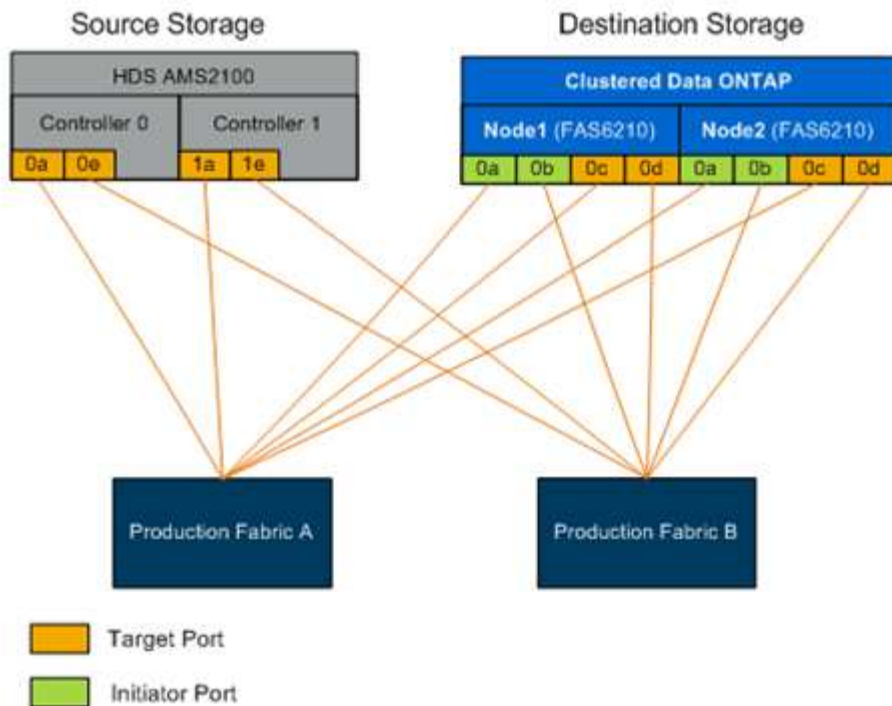 Source Storage
Destination Storage
HDS AMS2100
Clustered Data ONTAP
Controller 0
Controller 1
Node1 (FAS6210)
Node2 (FAS6210)
0a 0e 1a 1e
0a 0b 0c 0d 0a 0b 0c 0d
Production Fabric A
Production Fabric B
Target Port
Initiator Port